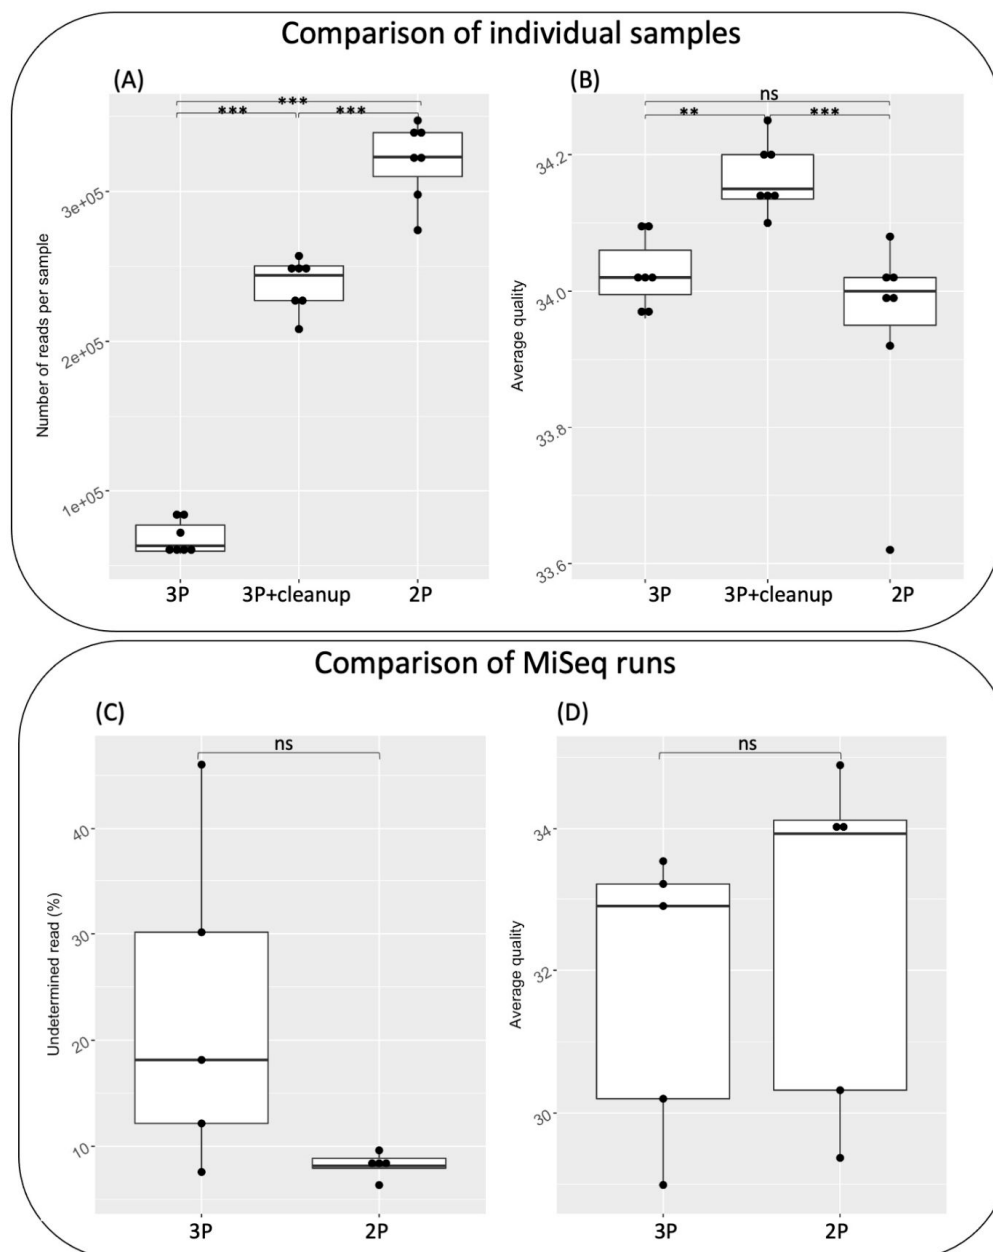 Comparison of individual samples
(A)
***
***
***
Number of reads per sample
3e+05
2e+05
1e+05
3P
3P+cleanup
2P
(B)
ns
**
***
Average quality
34.2
34.0
33.8
33.6
3P
3P+cleanup
2P
Comparison of MiSeq runs
(C)
ns
Undetermined read (%)
40
30
20
10
3P
2P
(D)
ns
Average quality
34
32
30
3P
2P